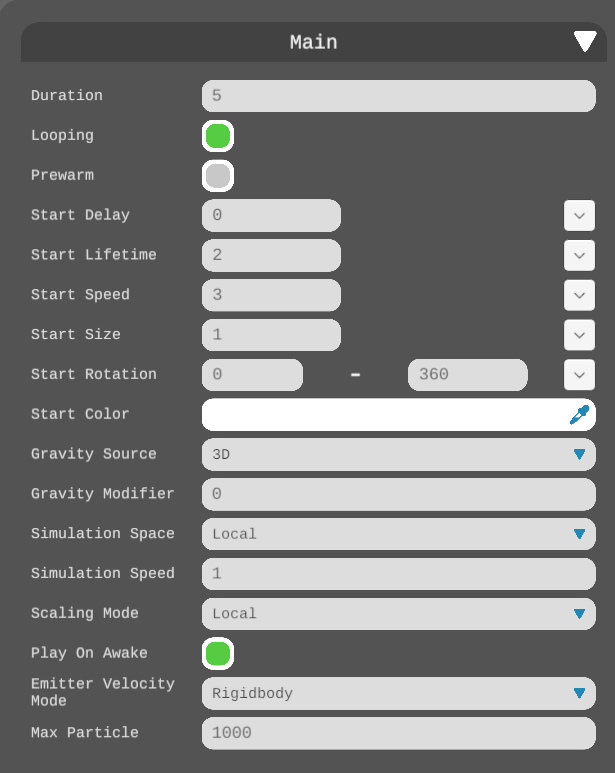 Main
Duration 5
Looping
Prewarm
Start Delay 0
Start Lifetime 2
Start Speed 3
Start Size 1
Start Rotation 0 - 360
Start Color
Gravity Source 3D
Gravity Modifier 0
Simulation Space Local
Simulation Speed 1
Scaling Mode Local
Play On Awake
Emitter Velocity
Mode Rigidbody
Max Particle 1000